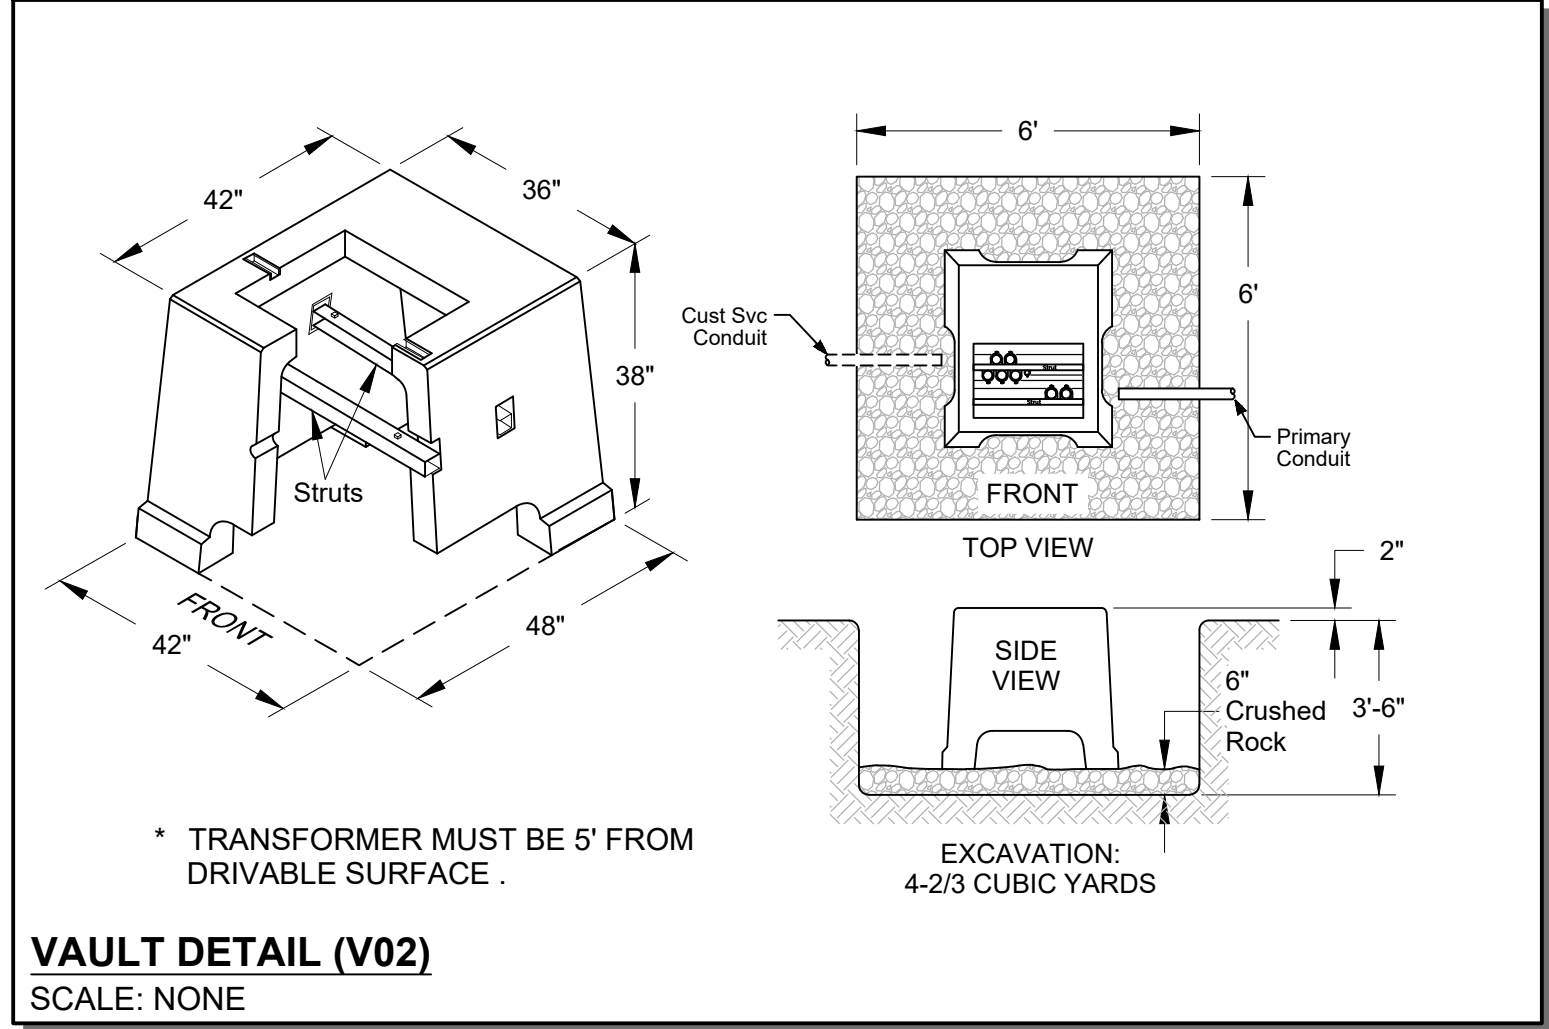 42"
36"
38"
Struts
FRONT
42"
48"
6'
6'
Cust Svc
Conduit
Strut
Strut
Primary
Conduit
FRONT
TOP VIEW
2"
SIDE
VIEW
6"
Crushed
Rock
3'-6"
EXCAVATION:
4-2/3 CUBIC YARDS
* TRANSFORMER MUST BE 5' FROM
DRIVABLE SURFACE .
VAULT DETAIL (V02)
SCALE: NONE